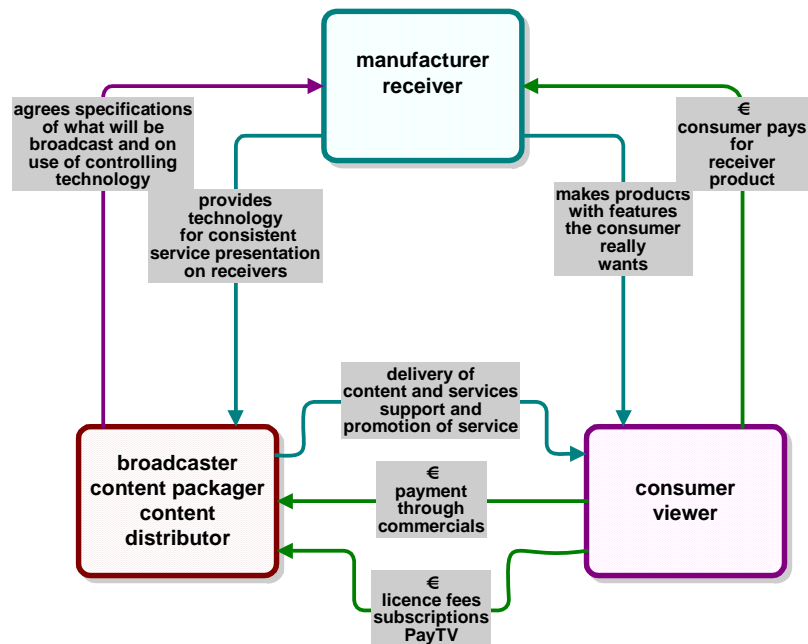 manufacturer
receiver
agrees specifications
of what will be
broadcast and on
use of controlling
technology
€
consumer pays
for
receiver
product
provides
technology
for consistent
service presentation
on receivers
makes products
with features
the consumer
really
wants
delivery of
content and services
support and
promotion of service
broadcaster
content packager
content
distributor
€
payment
through
commercials
consumer
viewer
€
licence fees
subscriptions
PayTV